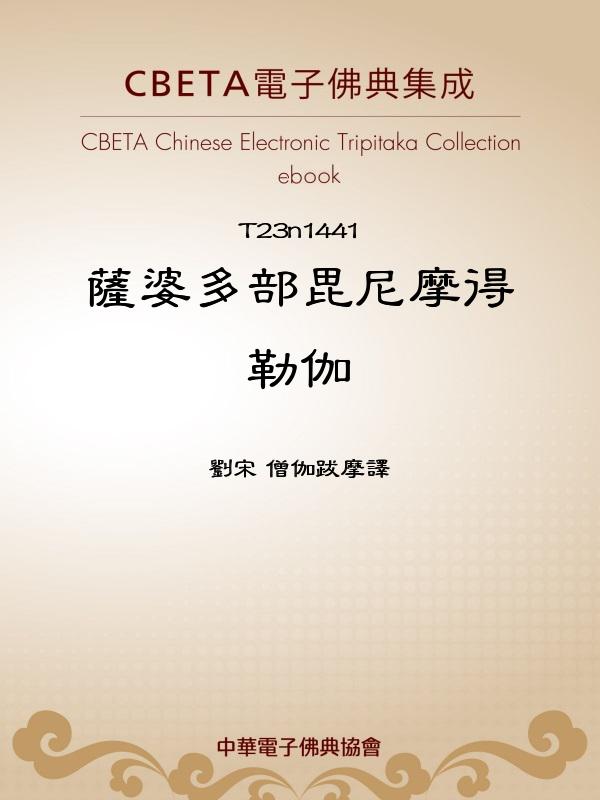 CBETA電子佛典集成
CBETA Chinese Electronic Tripitaka Collection
ebook
T23n1441
薩婆多部毘尼摩得
勒伽
劉宋 僧伽跋摩譯
中華電子佛典協會